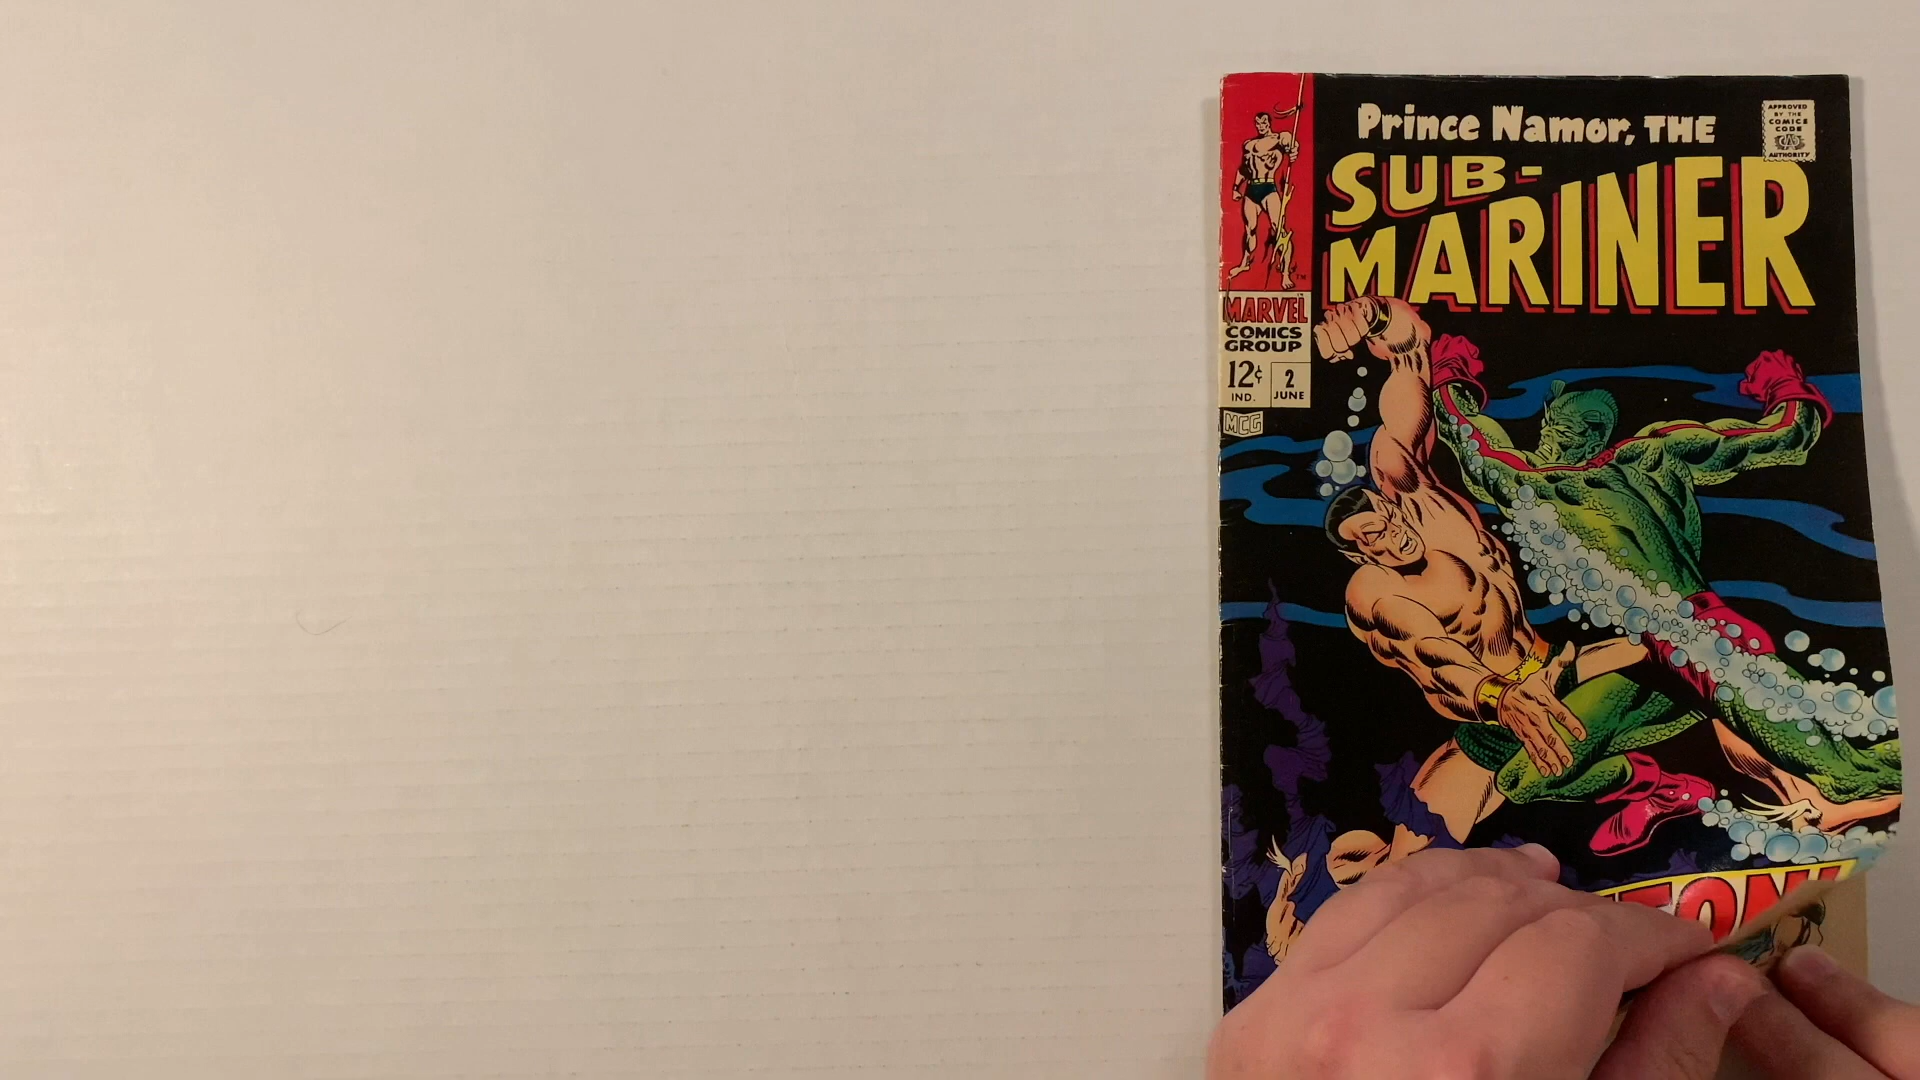 Prince Namor, THE
SUB-
MARINER
APPROVED
BY THE
COMICS
CODE
AUTHORITY
MARVEL
COMICS
GROUP
12¢
IND.
2
JUNE
MCG